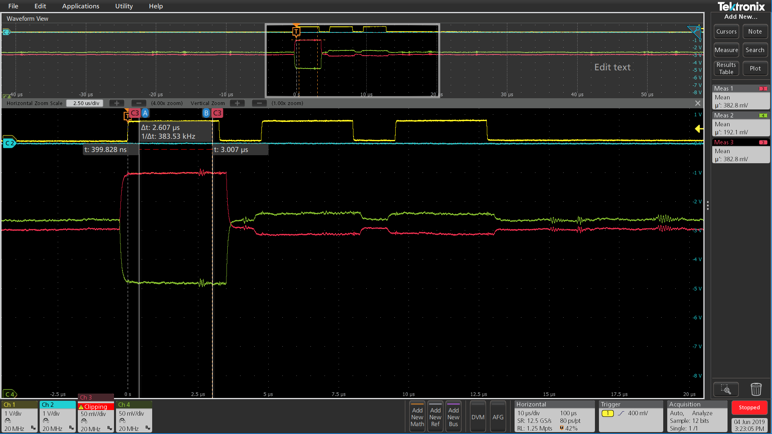 File Edit Applications Utility Help
Tektronix
Waveform View
Add New...
Cursors Note
Measure Search
Results Table Plot
Edit text
-40 µs -30 µs -20 µs -10 µs 0 s 10 µs 20 µs 30 µs 40 µs 50 µs
Horizontal Zoom Scale 2.50 us/div + − (4.00x zoom) Vertical Zoom + − (1.00x zoom)
Meas 1
Mean
µ': 382.8 mV
Meas 2
Mean
µ': 192.1 mV
Meas 3
Mean
µ': 382.8 mV
A B
Δt: 2.607 µs
1/Δt: 383.53 kHz
t: 399.828 ns
t: 3.007 µs
C 2
1 V
-1 V
-2 V
-3 V
-4 V
-5 V
-6 V
-7 V
-8 V
C 4
-2.5 µs 0 s 2.5 µs 5 µs 7.5 µs 10 µs 12.5 µs 15 µs 17.5 µs 20 µs
Ch 1
1 V/div
20 MHz
Ch 2
1 V/div
20 MHz
Ch 3
Clipping
50 mV/div
20 MHz
Ch 4
50 mV/div
20 MHz
Add New Math
Add New Ref
Add New Bus
DVM
AFG
Horizontal
10 µs/div 100 µs
SR: 12.5 GS/s 80 ps/pt
RL: 1.25 Mpts 42%
Trigger
1 400 mV
Acquisition
Auto, Analyze
Sample: 12 bits
Single: 1/1
Stopped
04 Jun 2019
3:23:05 PM